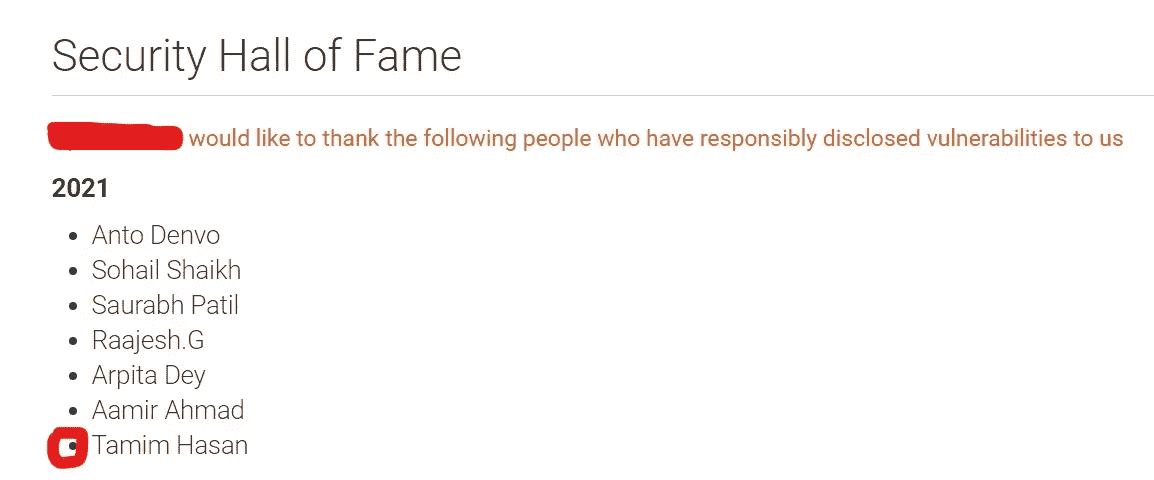 Security Hall of Fame
would like to thank the following people who have responsibly disclosed vulnerabilities to us
2021
Anto Denvo
Sohail Shaikh
Saurabh Patil
Raajesh.G
Arpita Dey
Aamir Ahmad
Tamim Hasan